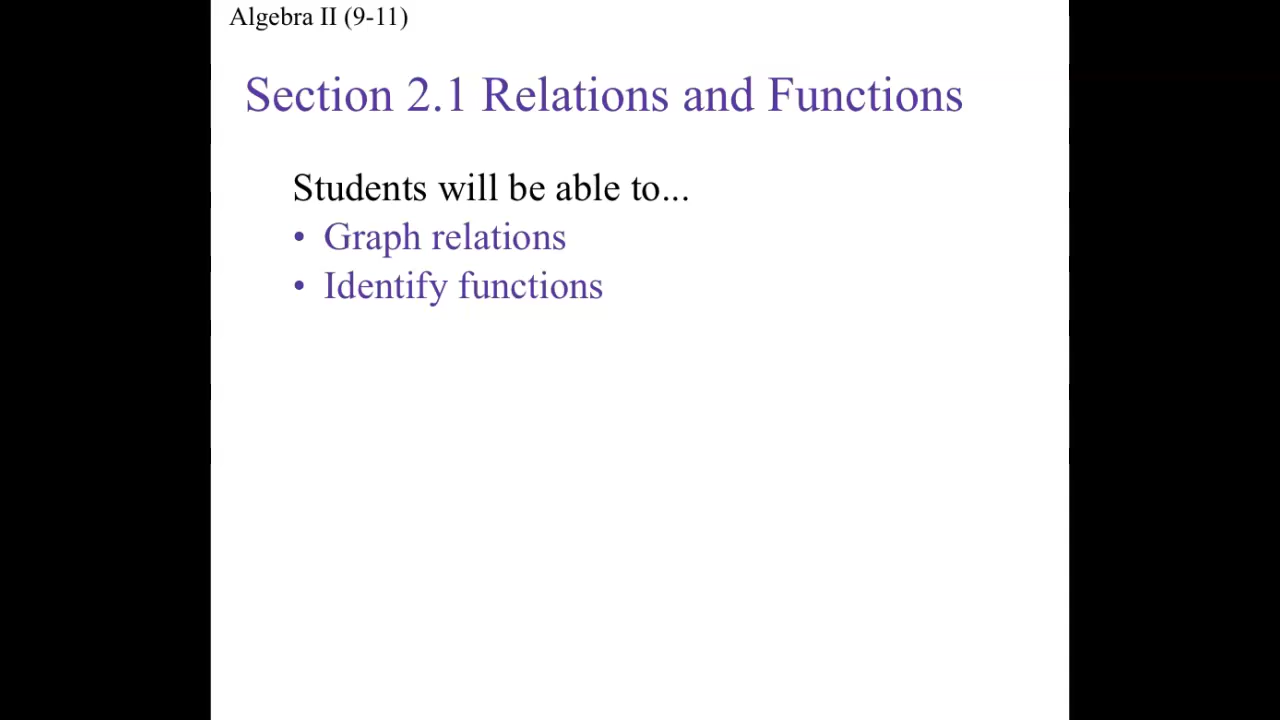 Algebra II (9-11)
Section 2.1 Relations and Functions
Students will be able to...
• Graph relations
• Identify functions